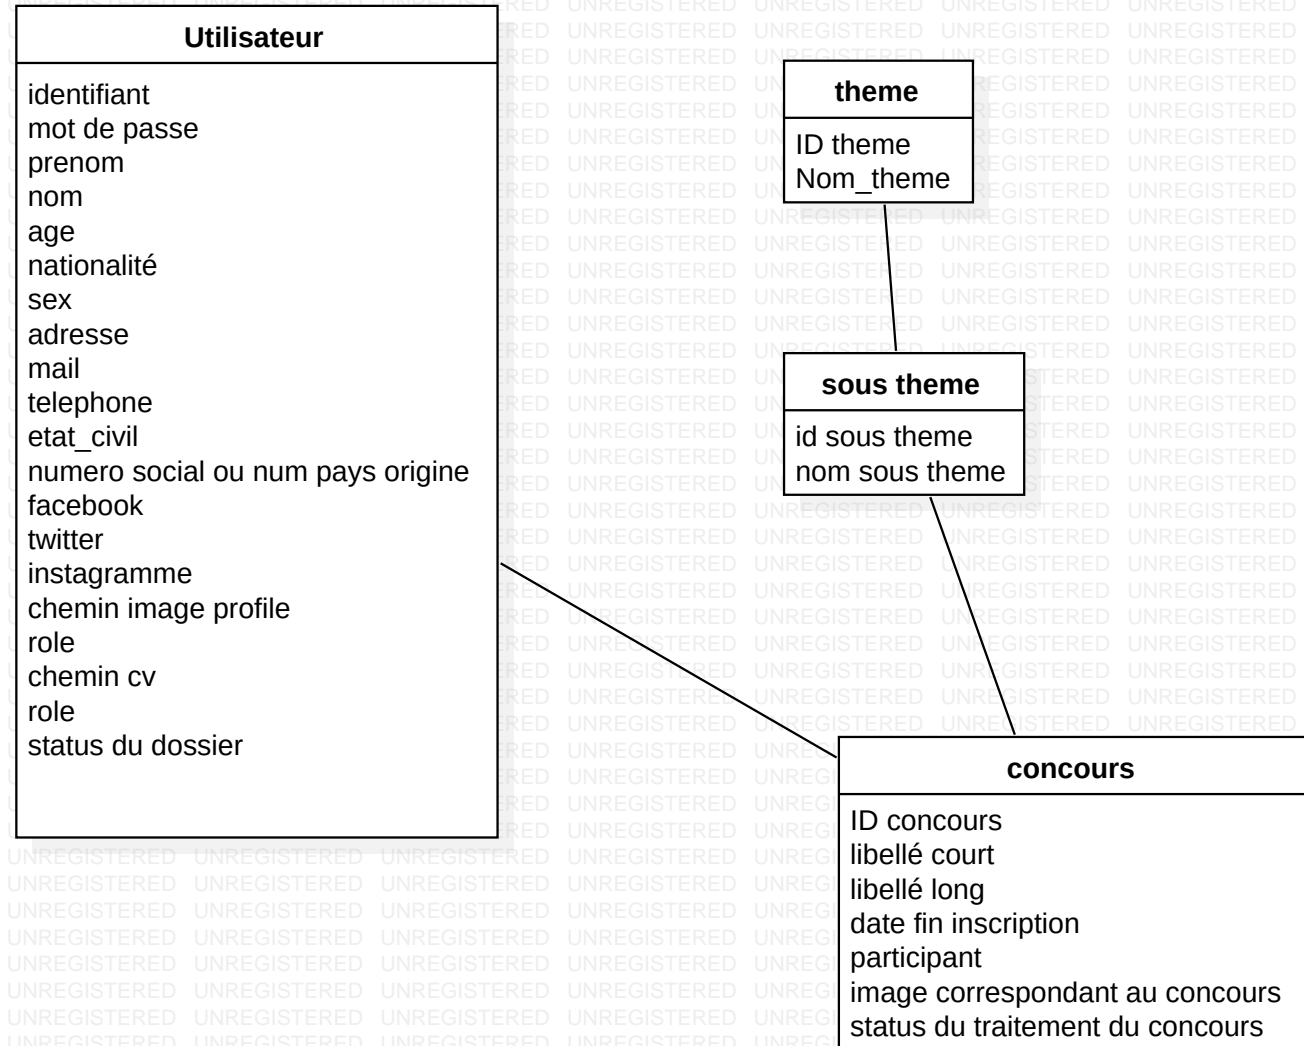 Utilisateur
identifiant
mot de passe
prenom
nom
age
nationalité
sex
adresse
mail
telephone
etat_civil
numero social ou num pays origine
facebook
twitter
instagramme
chemin image profile
role
chemin cv
role
status du dossier
theme
ID theme
Nom_theme
sous theme
id sous theme
nom sous theme
concours
ID concours
libellé court
libellé long
date fin inscription
participant
image correspondant au concours
status du traitement du concours
UNREGISTERED